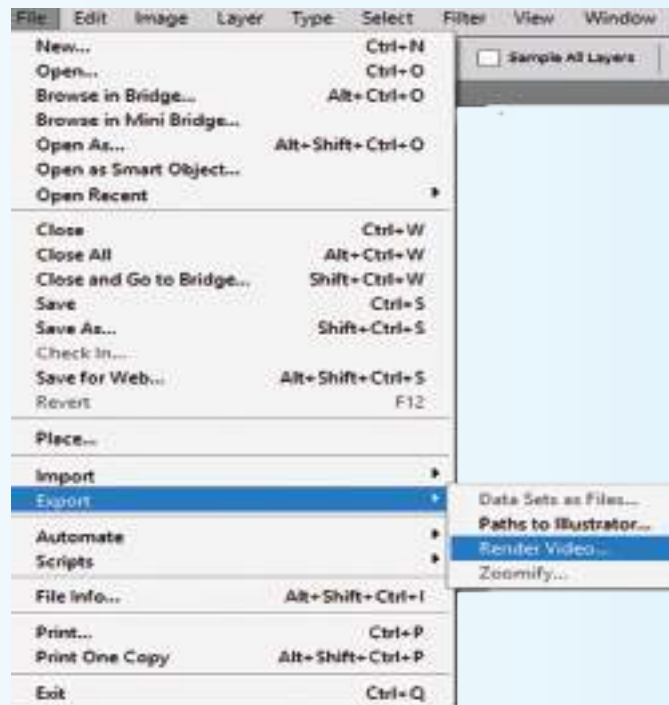 File Edit Image Layer Type Select Filter View Window
Sample All Layers
New... Ctrl+N
Open... Ctrl+O
Browse in Bridge... Alt+Ctrl+O
Browse in Mini Bridge...
Open As... Alt+Shift+Ctrl+O
Open as Smart Object...
Open Recent
Close Ctrl+W
Close All Alt+Ctrl+W
Close and Go to Bridge... Shift+Ctrl+W
Save Ctrl+S
Save As... Shift+Ctrl+S
Check In...
Save for Web... Alt+Shift+Ctrl+S
Revert F12
Place...
Import
Export
Data Sets as Files...
Paths to Illustrator...
Render Video...
Zoomify...
Automate
Scripts
File Info... Alt+Shift+Ctrl+I
Print... Ctrl+P
Print One Copy Alt+Shift+Ctrl+P
Exit Ctrl+Q